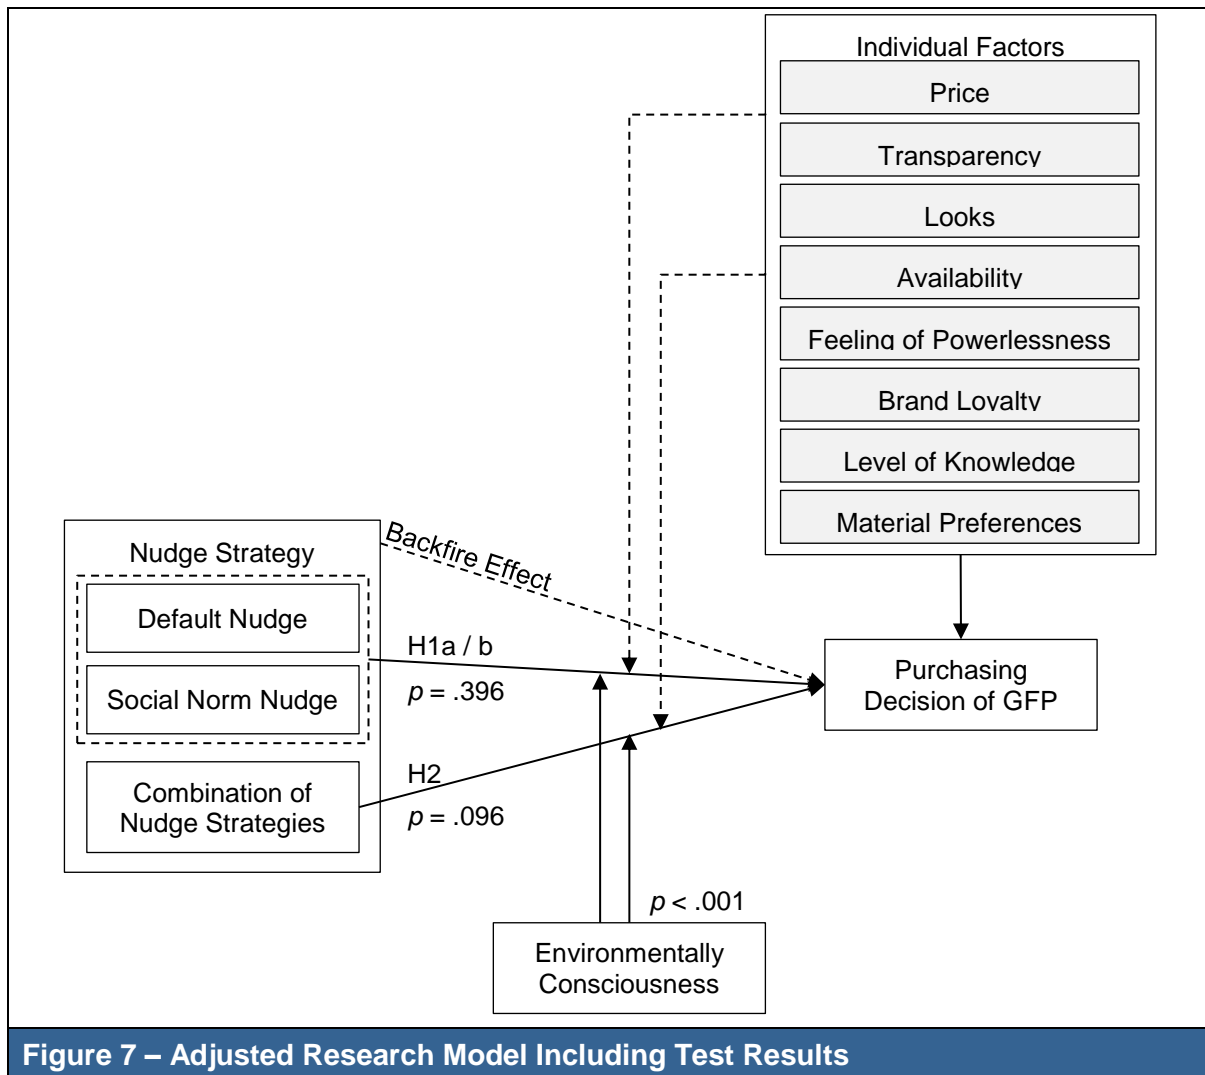 Individual Factors
Price
Transparency
Looks
Availability
Feeling of Powerlessness
Brand Loyalty
Level of Knowledge
Material Preferences
Nudge Strategy
Default Nudge
Social Norm Nudge
Combination of
Nudge Strategies
Backfire Effect
H1a / b
p = .396
H2
p = .096
Purchasing
Decision of GFP
p < .001
Environmentally
Consciousness
Figure 7 – Adjusted Research Model Including Test Results